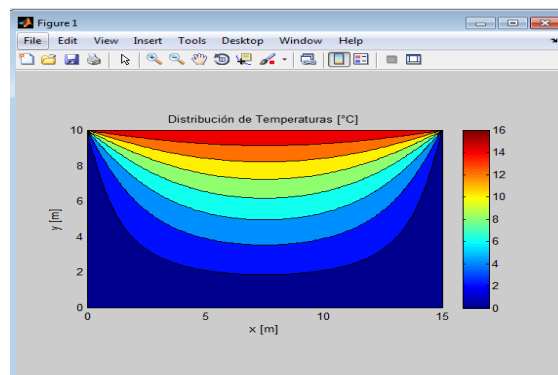 Figure 1
File Edit View Insert Tools Desktop Window Help
Distribución de Temperaturas [°C]
10
8
6
4
2
0
y [m]
0 5 10 15
x [m]
16
14
12
10
8
6
4
2
0